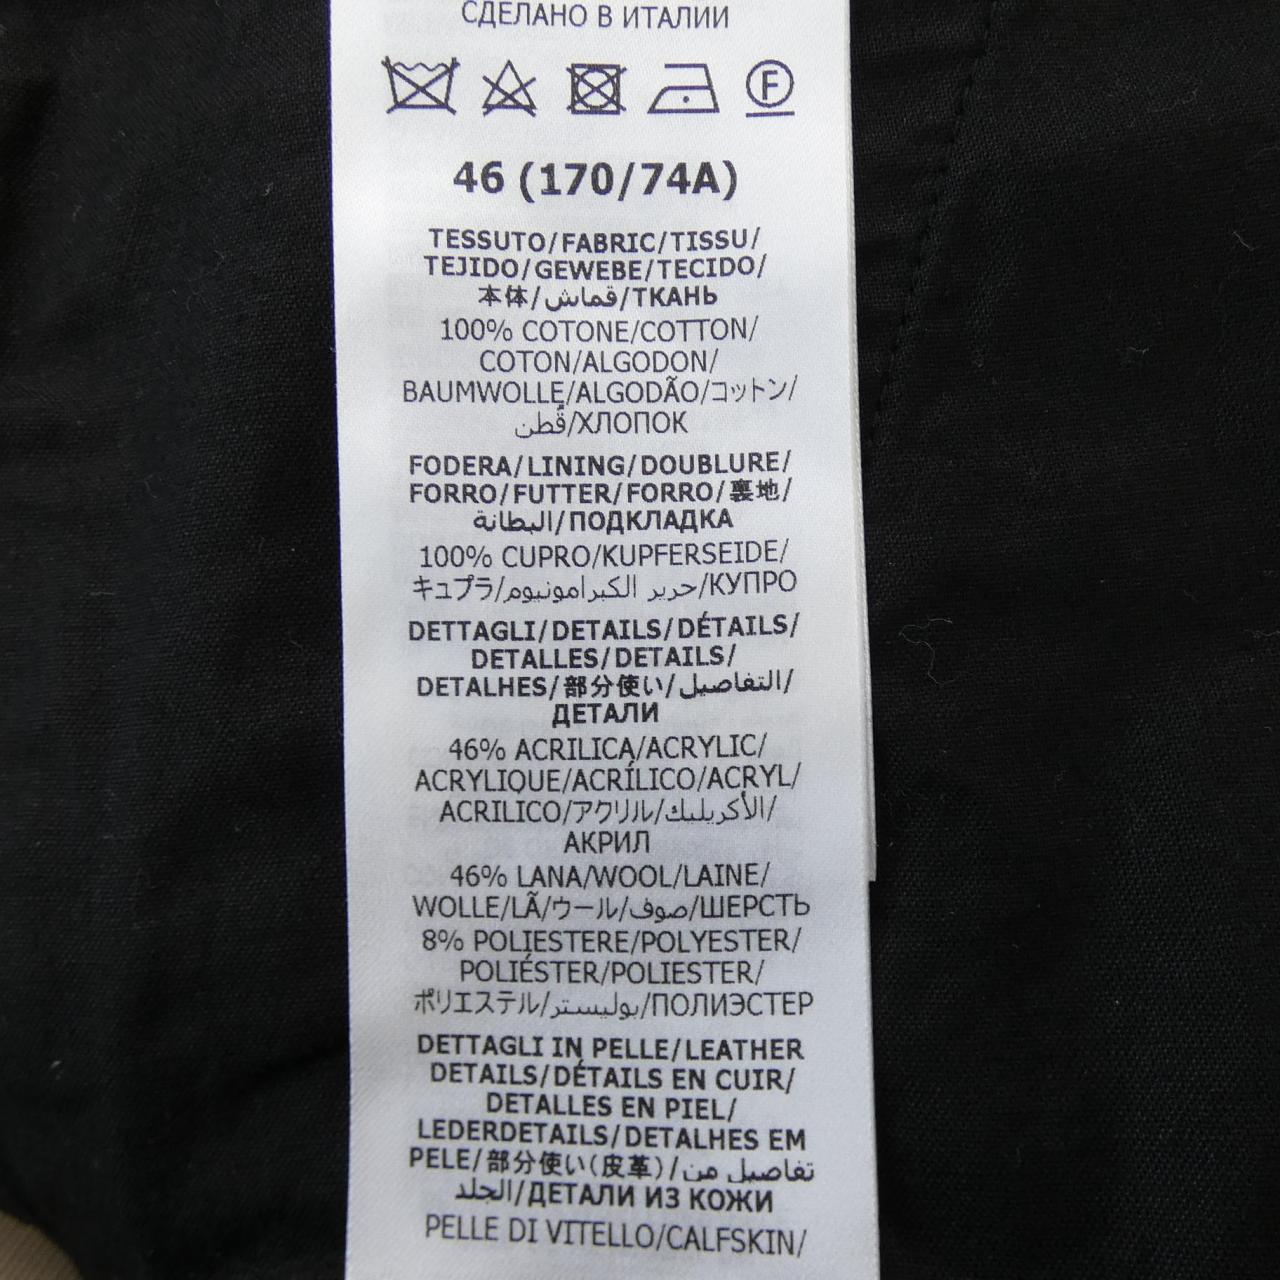 СДЕЛАНО В ИТАЛИИ
F
46 (170/74A)
TESSUTO/FABRIC/TISSU/
TEJIDO/GEWEBE/TECIDO/
本体/قماش/ТКАНЬ
100% COTONE/COTTON/
COTON/ALGODON/
BAUMWOLLE/ALGODÃO/コットン/
قُطن/ХЛОПОК
FODERA/LINING/DOUBLURE/
FORRO/FUTTER/FORRO/裏地/
البطانة/ПОДКЛАДКА
100% CUPRO/KUPFERSEIDE/
キュプラ/حرير الكبرامونيوم/КУПРО
DETTAGLI/DETAILS/DÉTAILS/
DETALLES/DETAILS/
DETALHES/部分使い/التفاصيل/
ДЕТАЛИ
46% ACRILICA/ACRYLIC/
ACRYLIQUE/ACRÍLICO/ACRYL/
ACRILICO/アクリル/الأكريليك/
АКРИЛ
46% LANA/WOOL/LAINE/
WOLLE/LÃ/ウール/صوف/ШЕРСТЬ
8% POLIESTERE/POLYESTER/
POLIÉSTER/POLIESTER/
ポリエステル/بوليستر/ПОЛИЭСТЕР
DETTAGLI IN PELLE/LEATHER
DETAILS/DÉTAILS EN CUIR/
DETALLES EN PIEL/
LEDERDETAILS/DETALHES EM
PELE/部分使い(皮革)/تفاصيل من
الجلد/ДЕТАЛИ ИЗ КОЖИ
PELLE DI VITELLO/CALFSKIN/